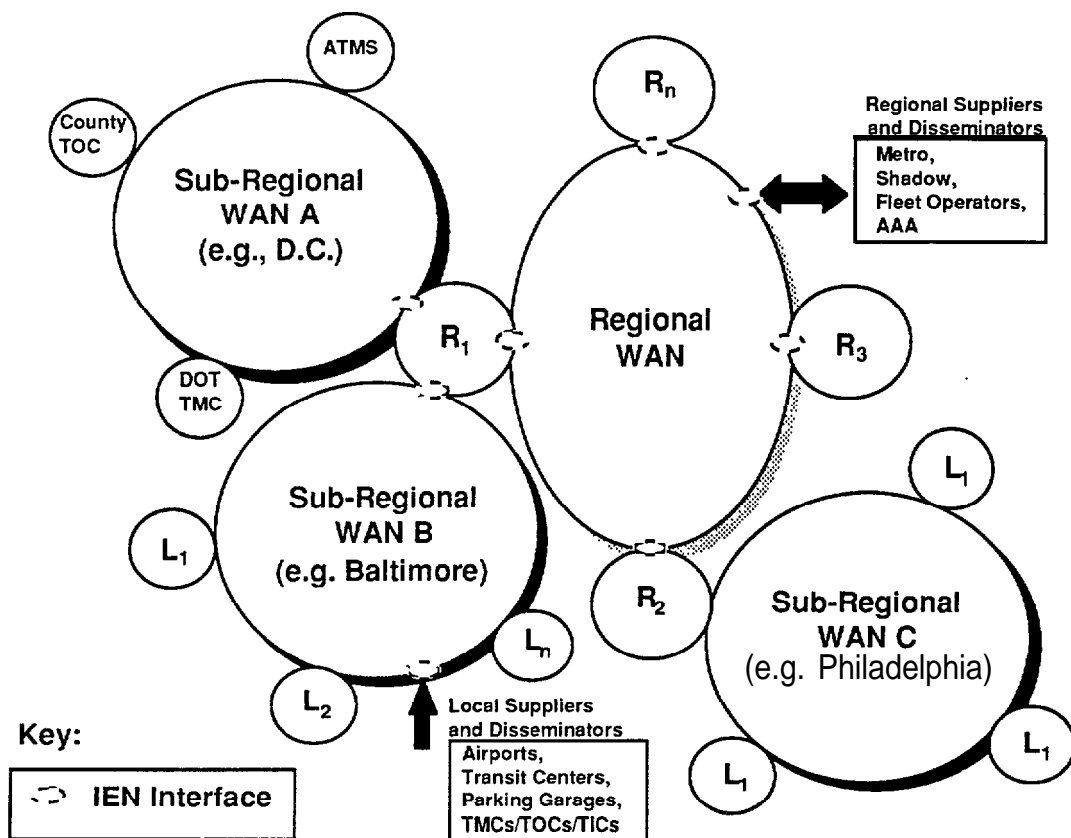 ATMS
County
TOC
Sub-Regional
WAN A
(e.g., D.C.)
DOT
TMC
Rn
Regional Suppliers
and Disseminators
Metro,
Shadow,
Fleet Operators,
AAA
R1
Regional
WAN
R3
Sub-Regional
WAN B
(e.g. Baltimore)
L1
L2
Ln
R2
L1
Sub-Regional
WAN C
(e.g. Philadelphia)
L1
L1
Local Suppliers
and Disseminators
Airports,
Transit Centers,
Parking Garages,
TMCs/TOCs/TICs
Key:
IEN Interface